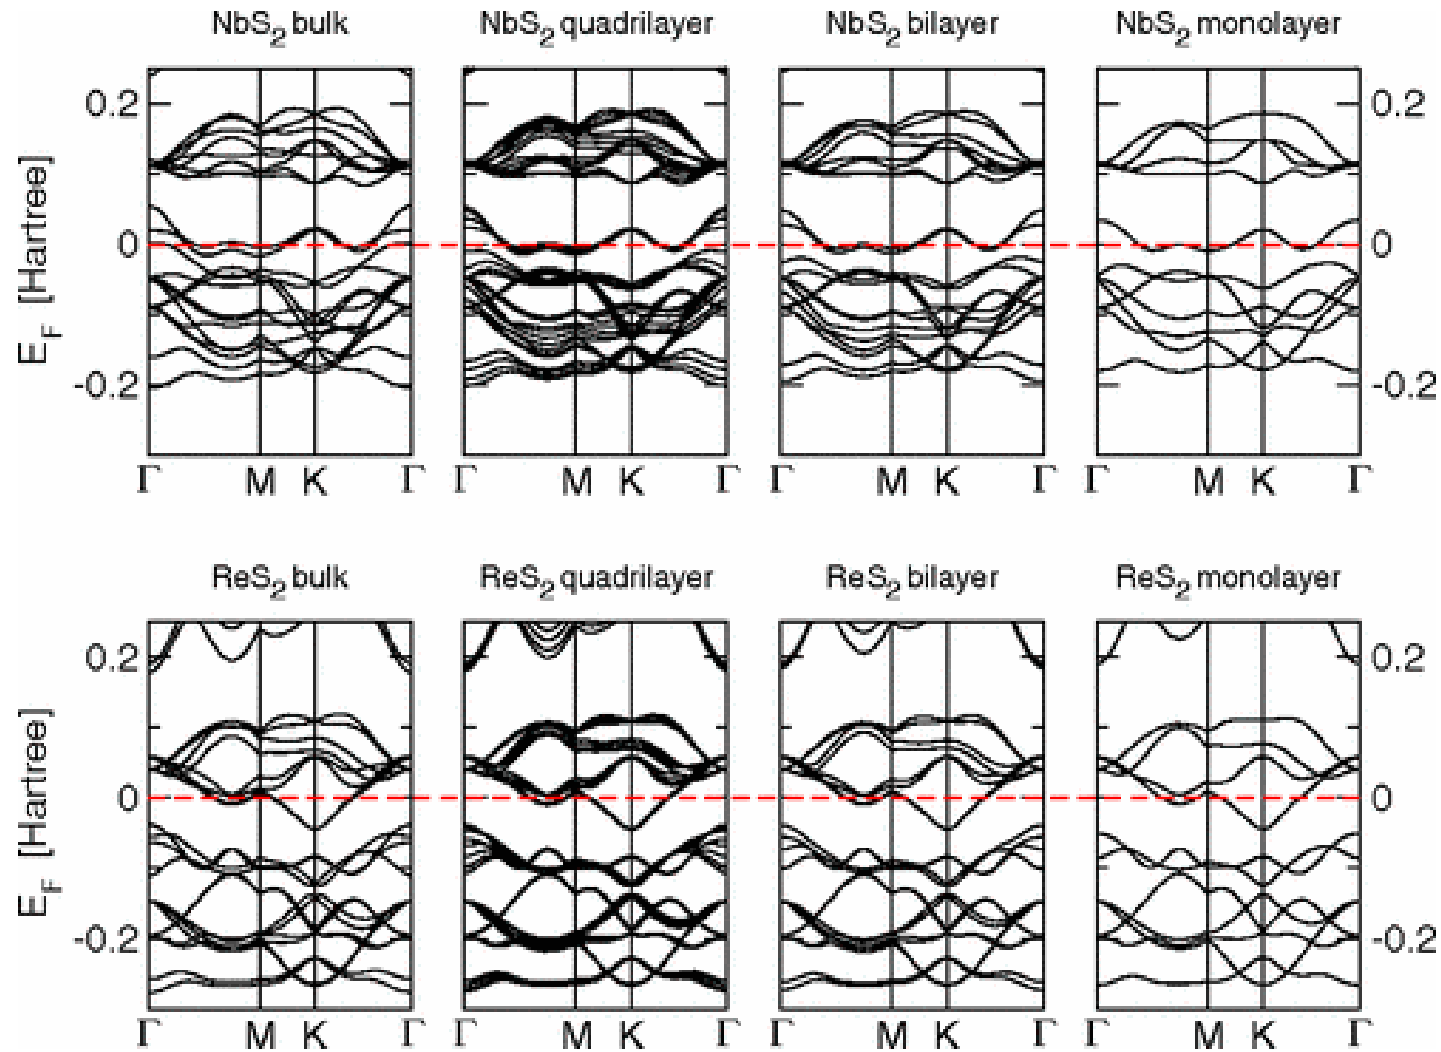 NbS2 bulk NbS2 quadrilayer NbS2 bilayer NbS2 monolayer
0.2 0.2
0 0
-0.2 -0.2
EF [Hartree]
Γ M K Γ Γ M K Γ Γ M K Γ Γ M K Γ
ReS2 bulk ReS2 quadrilayer ReS2 bilayer ReS2 monolayer
0.2 0.2
0 0
-0.2 -0.2
EF [Hartree]
Γ M K Γ Γ M K Γ Γ M K Γ Γ M K Γ